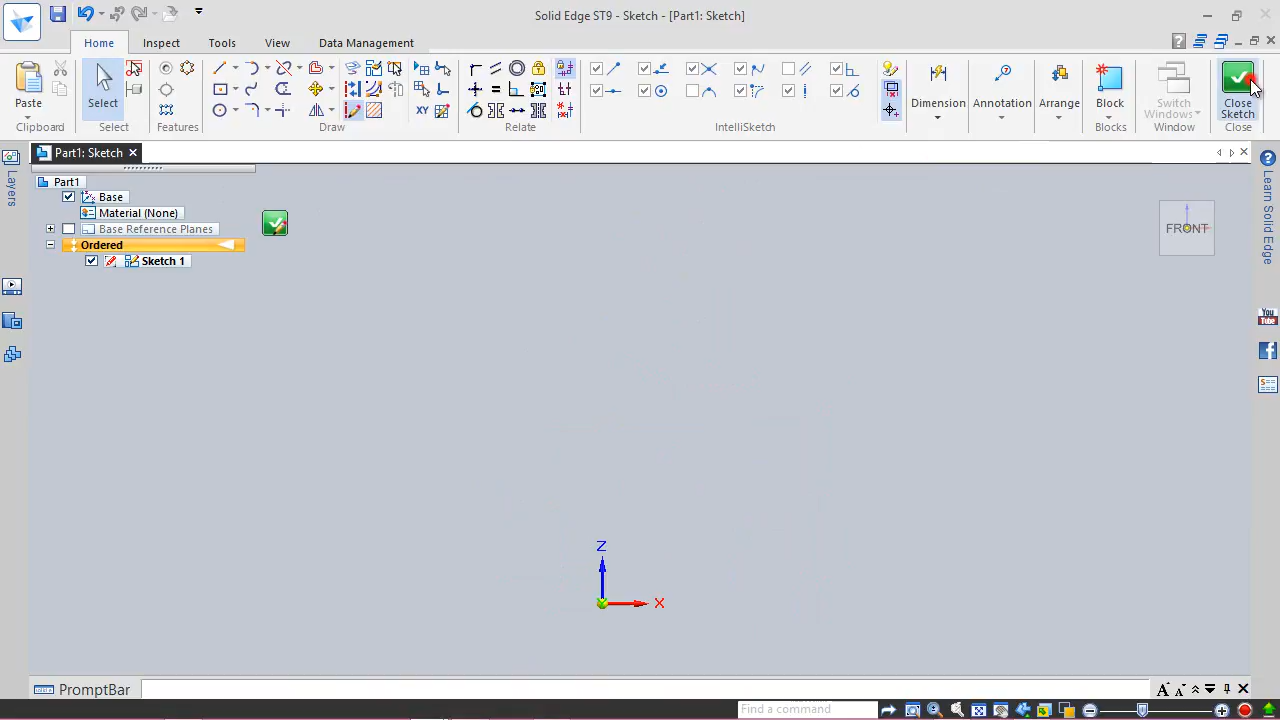 Solid Edge ST9 - Sketch - [Part1: Sketch]
Home Inspect Tools View Data Management
Paste
Select
Dimension
Annotation
Arrange
Block
Switch
Windows
Close
Sketch
Clipboard Select Features Draw Relate IntelliSketch Blocks Window Close
Part1: Sketch
Layers
Learn Solid Edge
Part1
Base
Material (None)
Base Reference Planes
Ordered
Sketch 1
FRONT
You
Tube
Z
X
PromptBar
Find a command